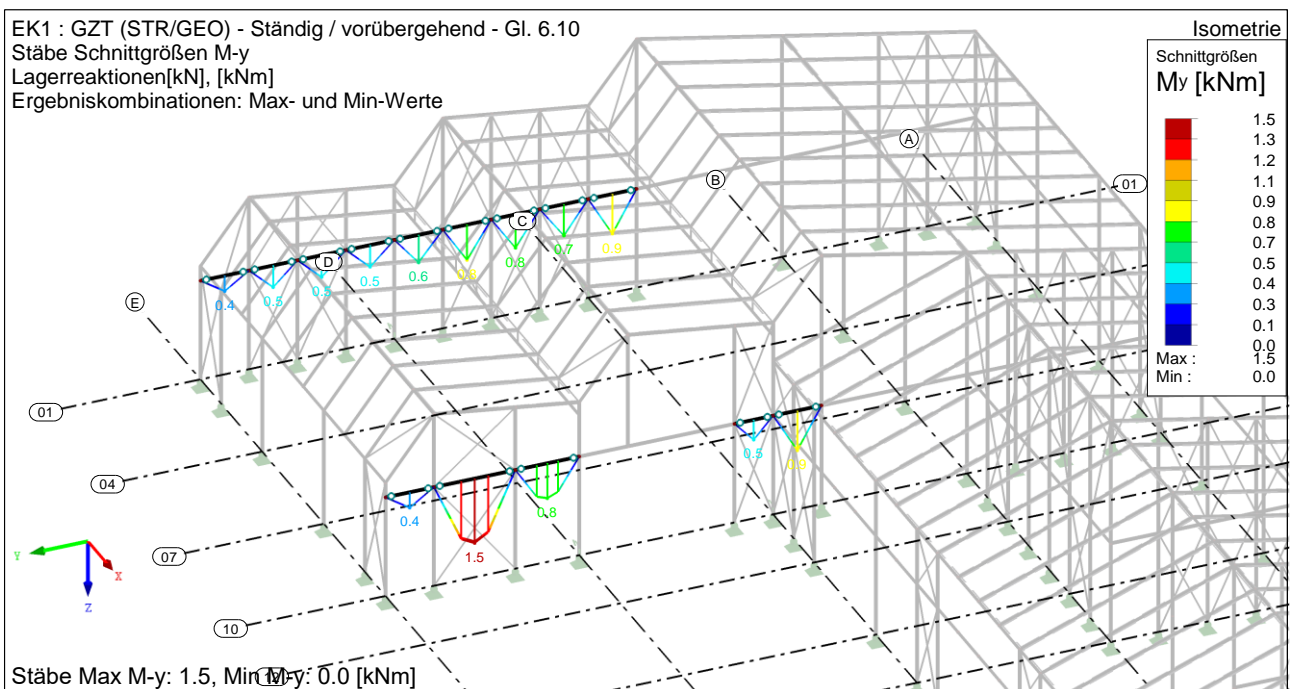 EK1 : GZT (STR/GEO) - Ständig / vorübergehend - Gl. 6.10
Stäbe Schnittgrößen M-y
Lagerreaktionen[kN], [kNm]
Ergebniskombinationen: Max- und Min-Werte
Isometrie
Schnittgrößen
My [kNm]
1.5
1.3
1.2
1.1
0.9
0.8
0.7
0.5
0.4
0.3
0.1
0.0
Max : 1.5
Min : 0.0
A
B
01
C
D
E
0.4
0.5
0.5
0.5
0.6
0.8
0.7
0.9
01
04
07
10
0.5
0.9
0.4
1.5
0.8
Y
X
Z
Stäbe Max M-y: 1.5, Min M-y: 0.0 [kNm]